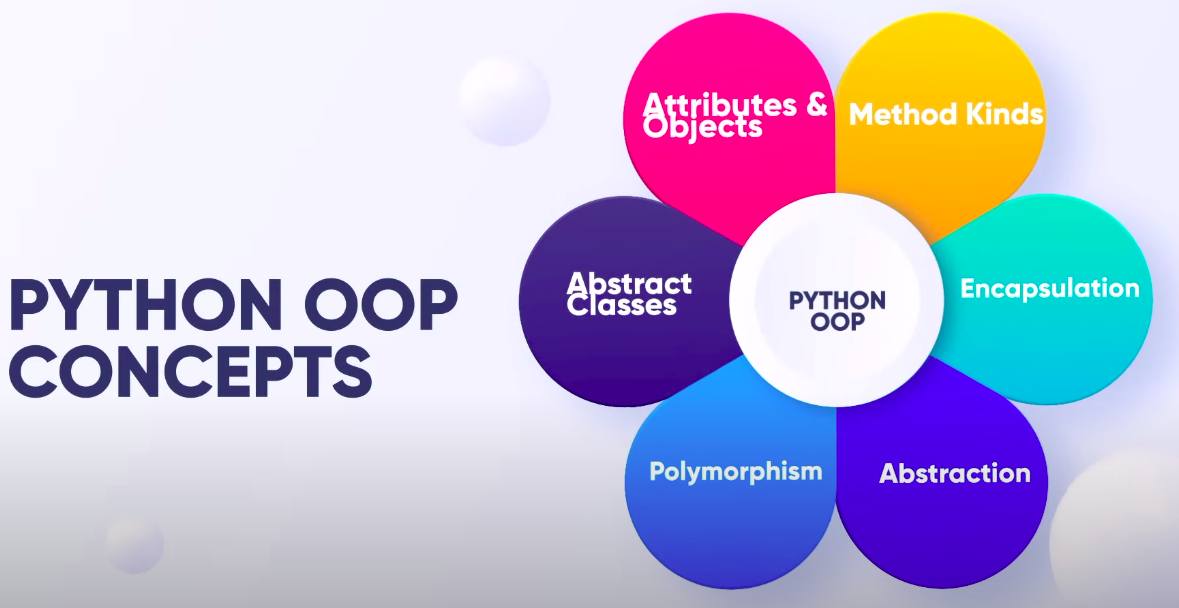 PYTHON OOP
CONCEPTS
Attributes &
Objects
Method Kinds
Abstract
Classes
PYTHON
OOP
Encapsulation
Polymorphism
Abstraction